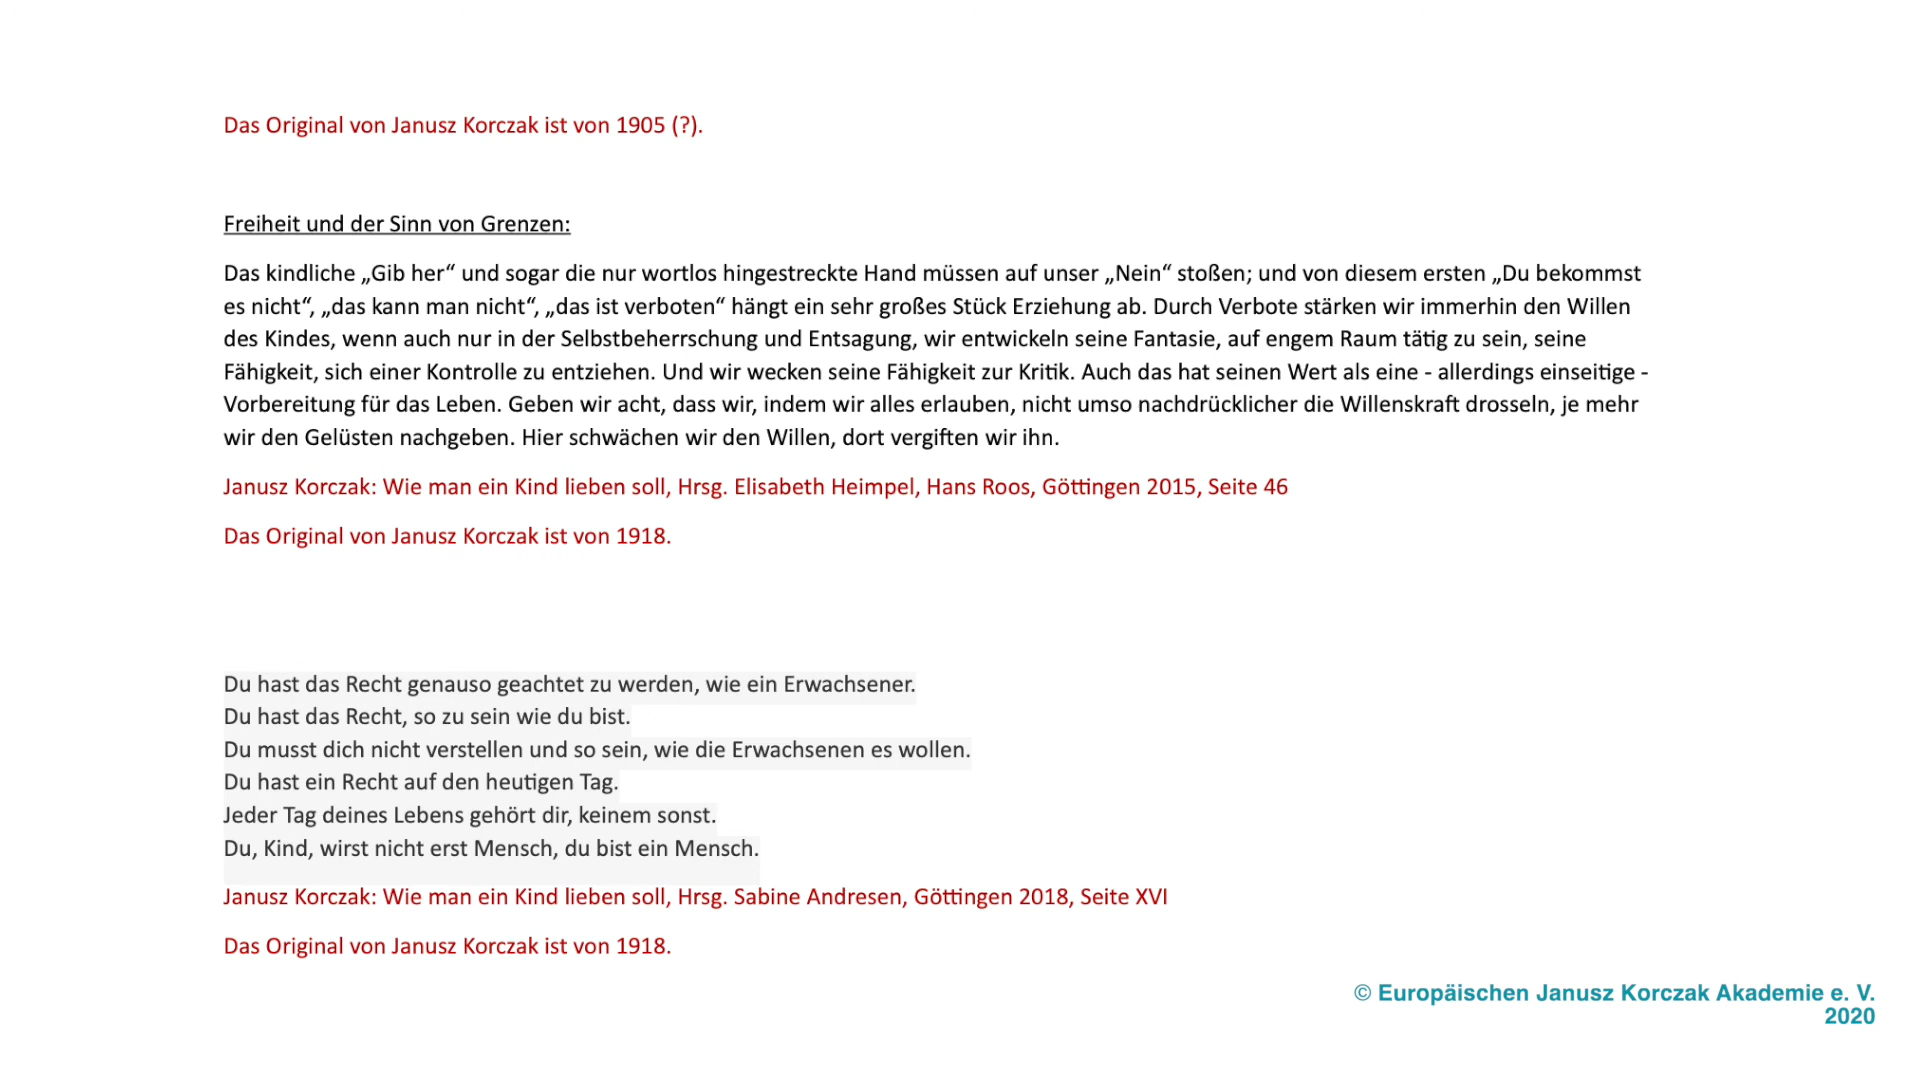 Das Original von Janusz Korczak ist von 1905 (?).
Freiheit und der Sinn von Grenzen:
Das kindliche „Gib her“ und sogar die nur wortlos hingestreckte Hand müssen auf unser „Nein“ stoßen; und von diesem ersten „Du bekommst
es nicht“, „das kann man nicht“, „das ist verboten“ hängt ein sehr großes Stück Erziehung ab. Durch Verbote stärken wir immerhin den Willen
des Kindes, wenn auch nur in der Selbstbeherrschung und Entsagung, wir entwickeln seine Fantasie, auf engem Raum tätig zu sein, seine
Fähigkeit, sich einer Kontrolle zu entziehen. Und wir wecken seine Fähigkeit zur Kritik. Auch das hat seinen Wert als eine - allerdings einseitige -
Vorbereitung für das Leben. Geben wir acht, dass wir, indem wir alles erlauben, nicht umso nachdrücklicher die Willenskraft drosseln, je mehr
wir den Gelüsten nachgeben. Hier schwächen wir den Willen, dort vergiften wir ihn.
Janusz Korczak: Wie man ein Kind lieben soll, Hrsg. Elisabeth Heimpel, Hans Roos, Göttingen 2015, Seite 46
Das Original von Janusz Korczak ist von 1918.
Du hast das Recht genauso geachtet zu werden, wie ein Erwachsener.
Du hast das Recht, so zu sein wie du bist.
Du musst dich nicht verstellen und so sein, wie die Erwachsenen es wollen.
Du hast ein Recht auf den heutigen Tag.
Jeder Tag deines Lebens gehört dir, keinem sonst.
Du, Kind, wirst nicht erst Mensch, du bist ein Mensch.
Janusz Korczak: Wie man ein Kind lieben soll, Hrsg. Sabine Andresen, Göttingen 2018, Seite XVI
Das Original von Janusz Korczak ist von 1918.
© Europäischen Janusz Korczak Akademie e. V.
2020